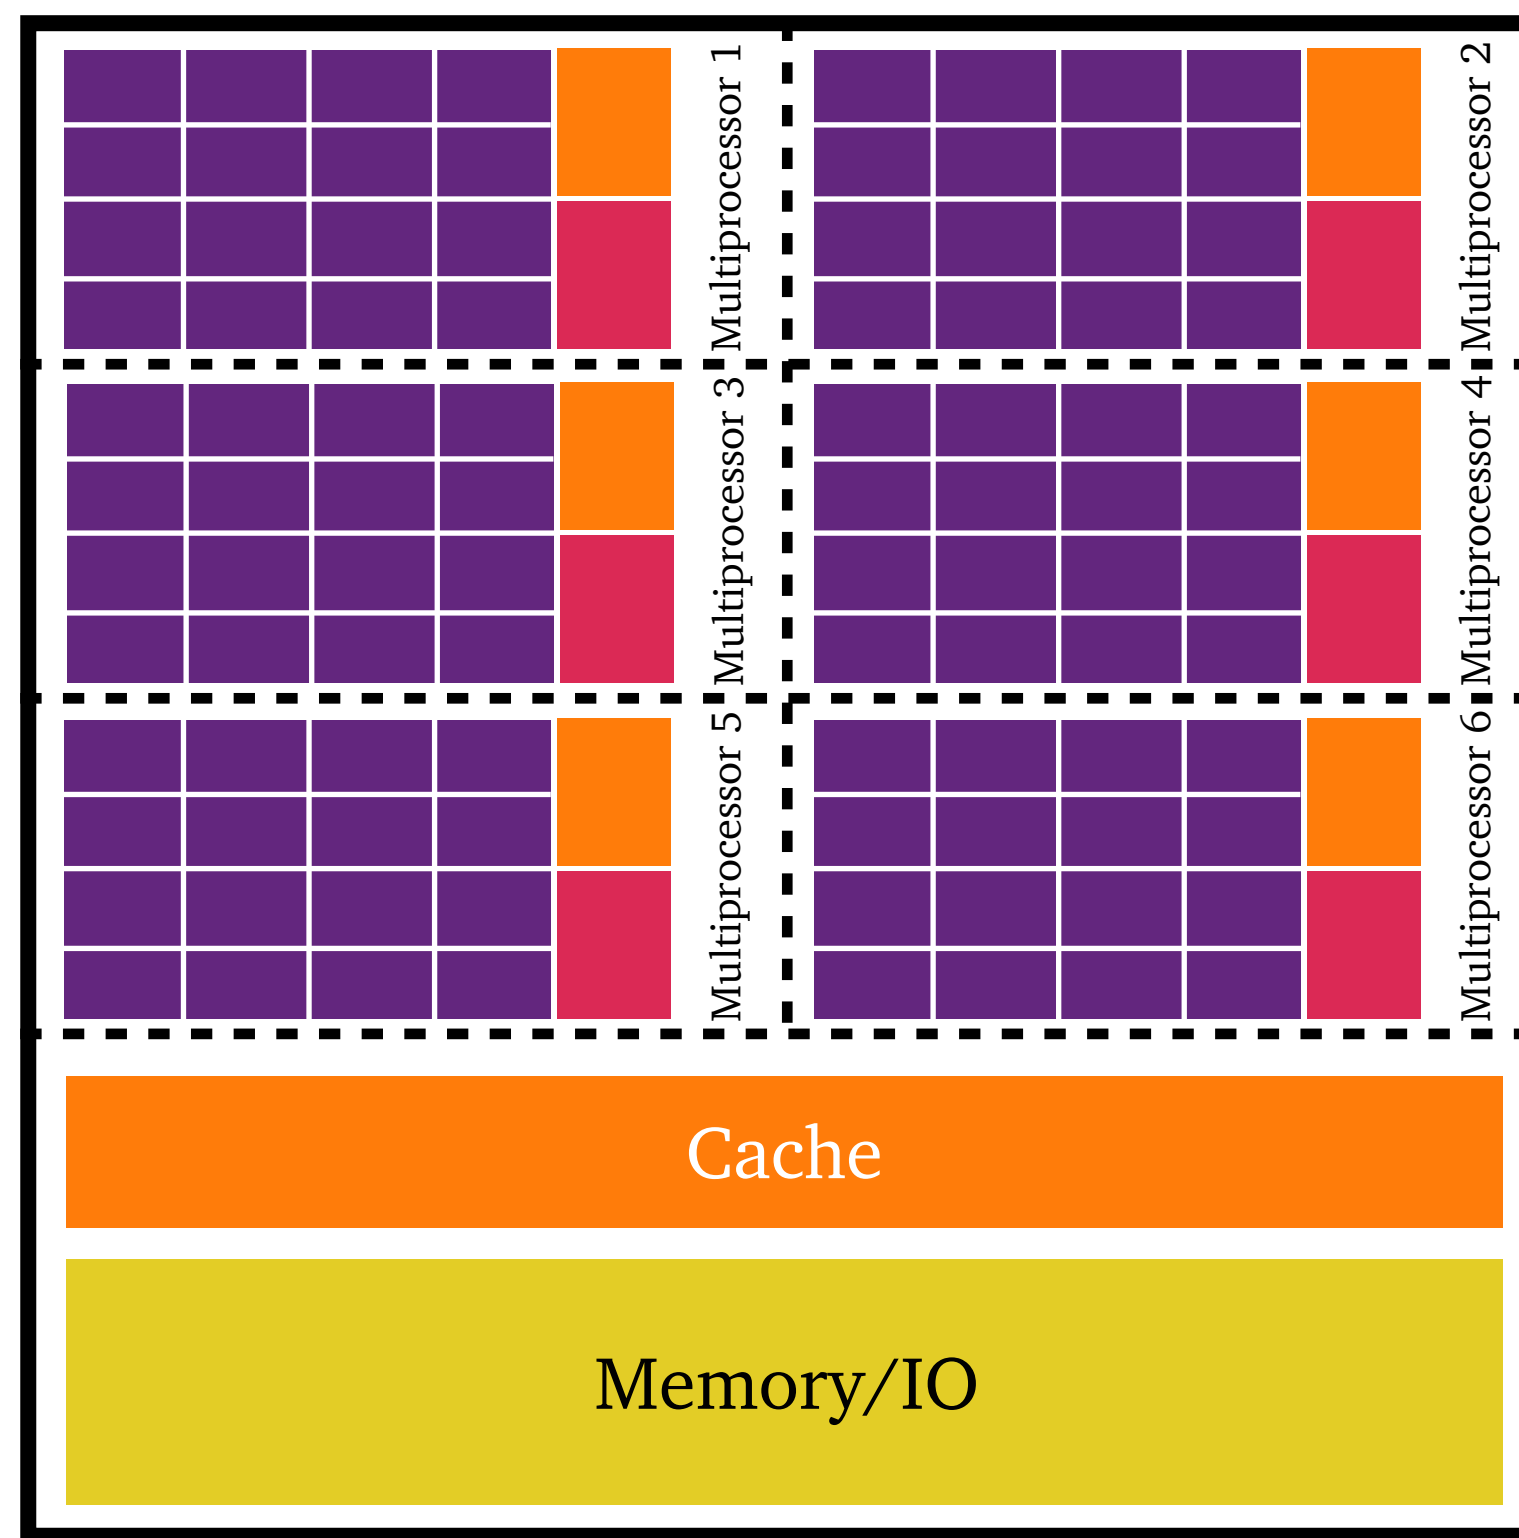 Multiprocessor 1
Multiprocessor 2
Multiprocessor 3
Multiprocessor 4
Multiprocessor 5
Multiprocessor 6
Cache
Memory/IO